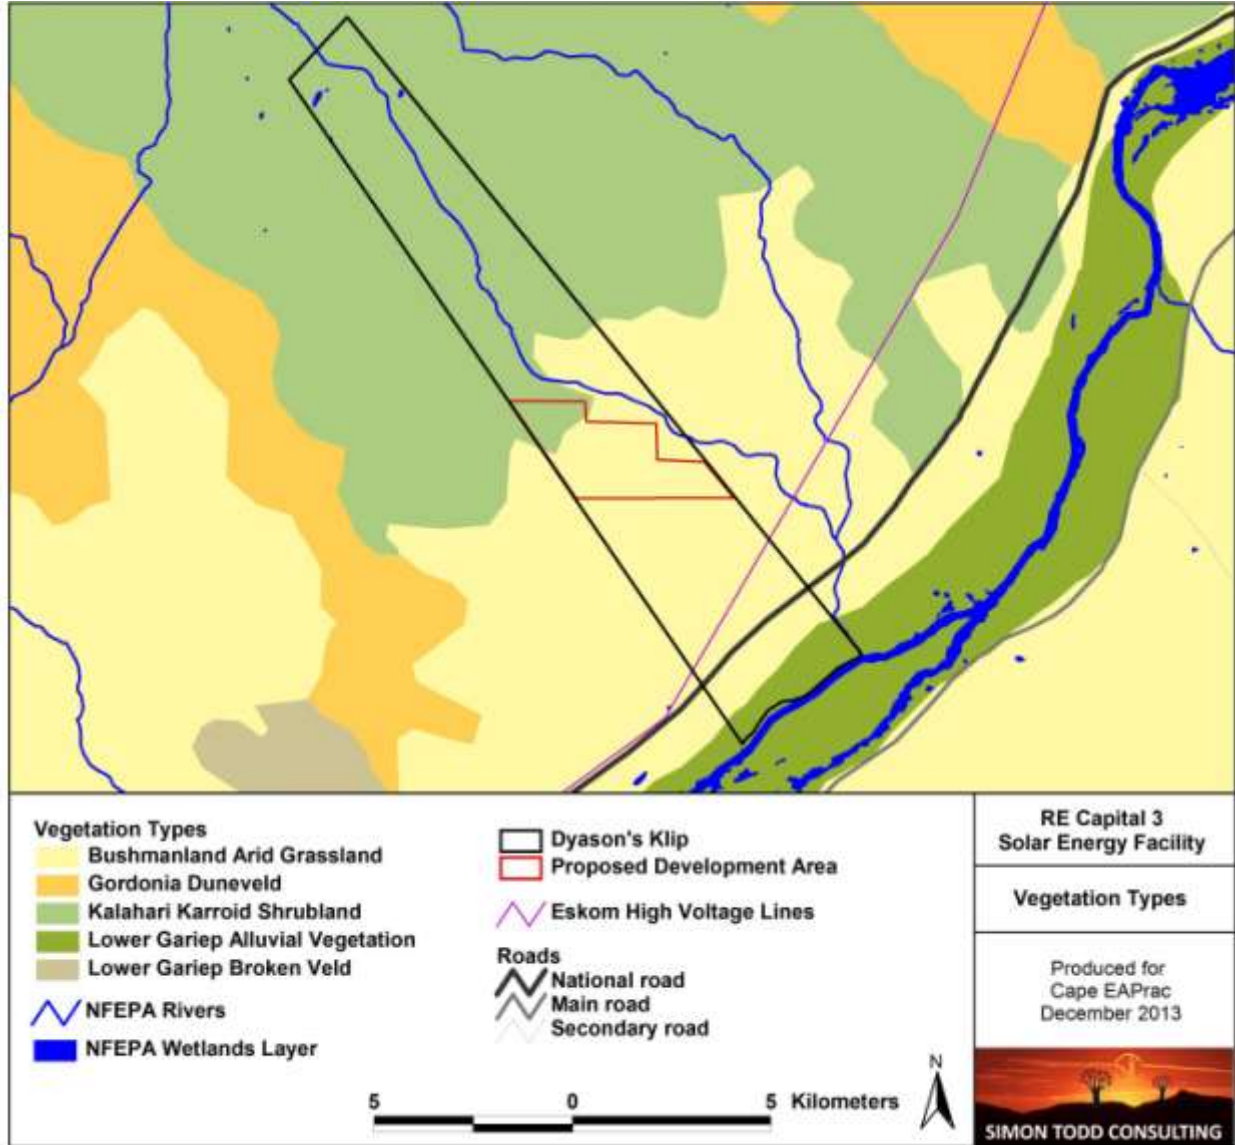 Vegetation Types
Bushmanland Arid Grassland
Gordonia Duneveld
Kalahari Karroid Shrubland
Lower Gariep Alluvial Vegetation
Lower Gariep Broken Veld
NFEPA Rivers
NFEPA Wetlands Layer
Dyason's Klip
Proposed Development Area
Eskom High Voltage Lines
Roads
National road
Main road
Secondary road
5 0 5 Kilometers
N
RE Capital 3
Solar Energy Facility
Vegetation Types
Produced for
Cape EAPrac
December 2013
SIMON TODD CONSULTING